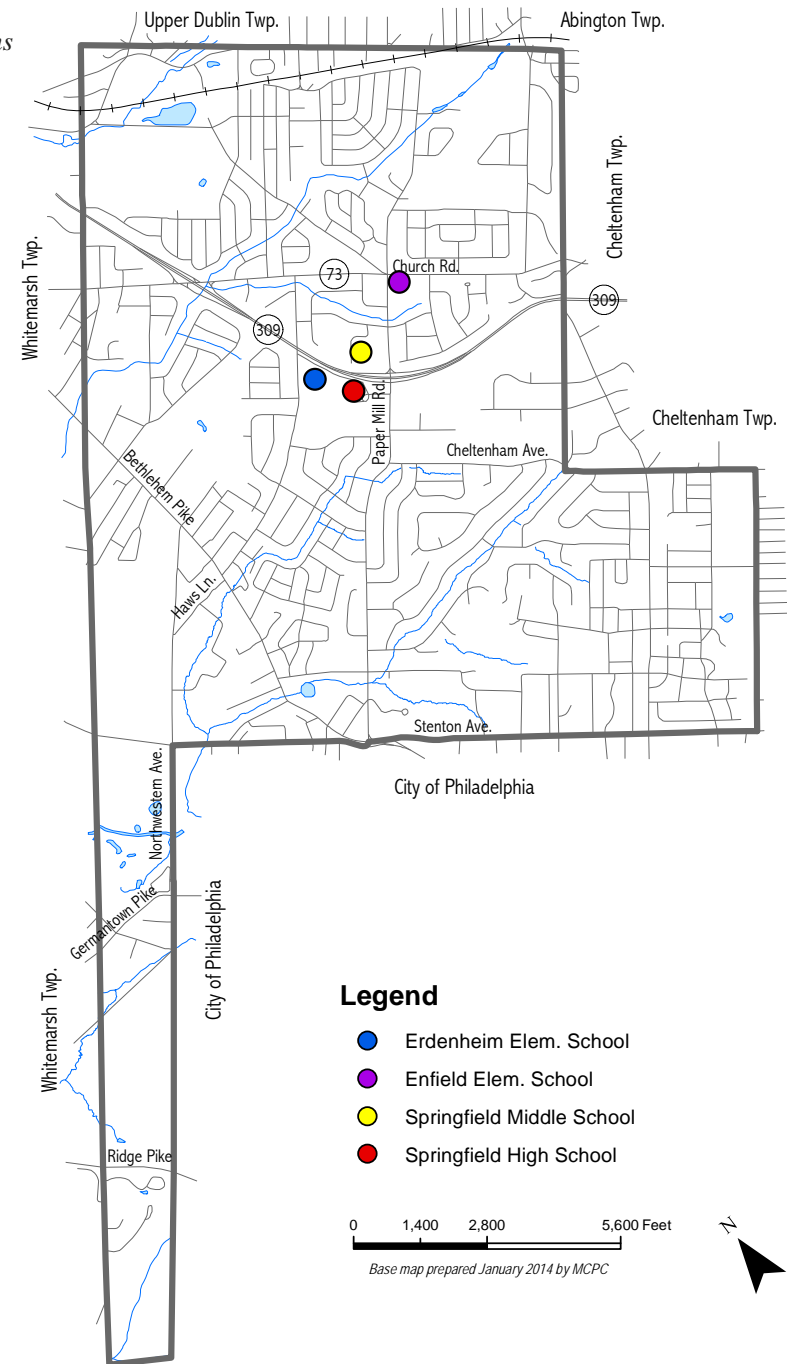 Upper Dublin Twp.
Abington Twp.
ns
Cheltenham Twp.
Whitemarsh Twp.
Church Rd.
73
309
309
Paper Mill Rd.
Cheltenham Twp.
Cheltenham Ave.
Bethlehem Pike
Haws Ln.
Stenton Ave.
City of Philadelphia
Northwestern Ave.
Germantown Pike
City of Philadelphia
Whitemarsh Twp.
Ridge Pike
Legend
Erdenheim Elem. School
Enfield Elem. School
Springfield Middle School
Springfield High School
0 1,400 2,800 5,600 Feet
Base map prepared January 2014 by MCPC
N